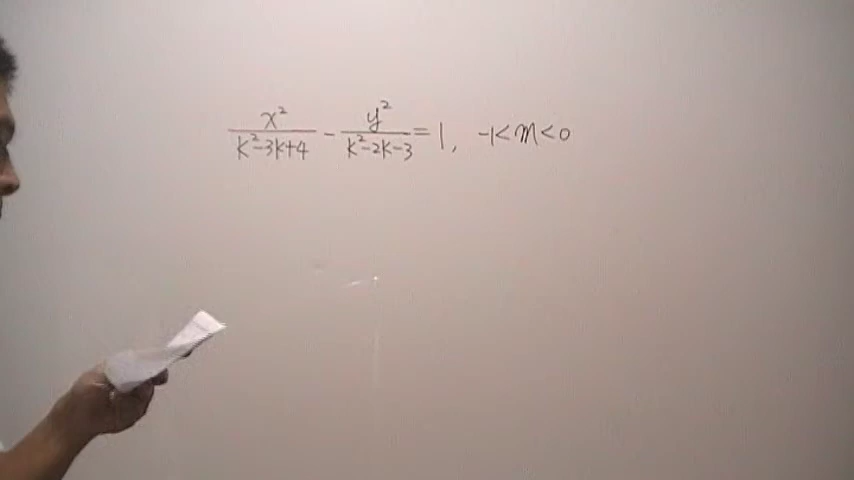 x²/(k²-3k+4) - y²/(k²-2k-3) = 1, -1<m<0